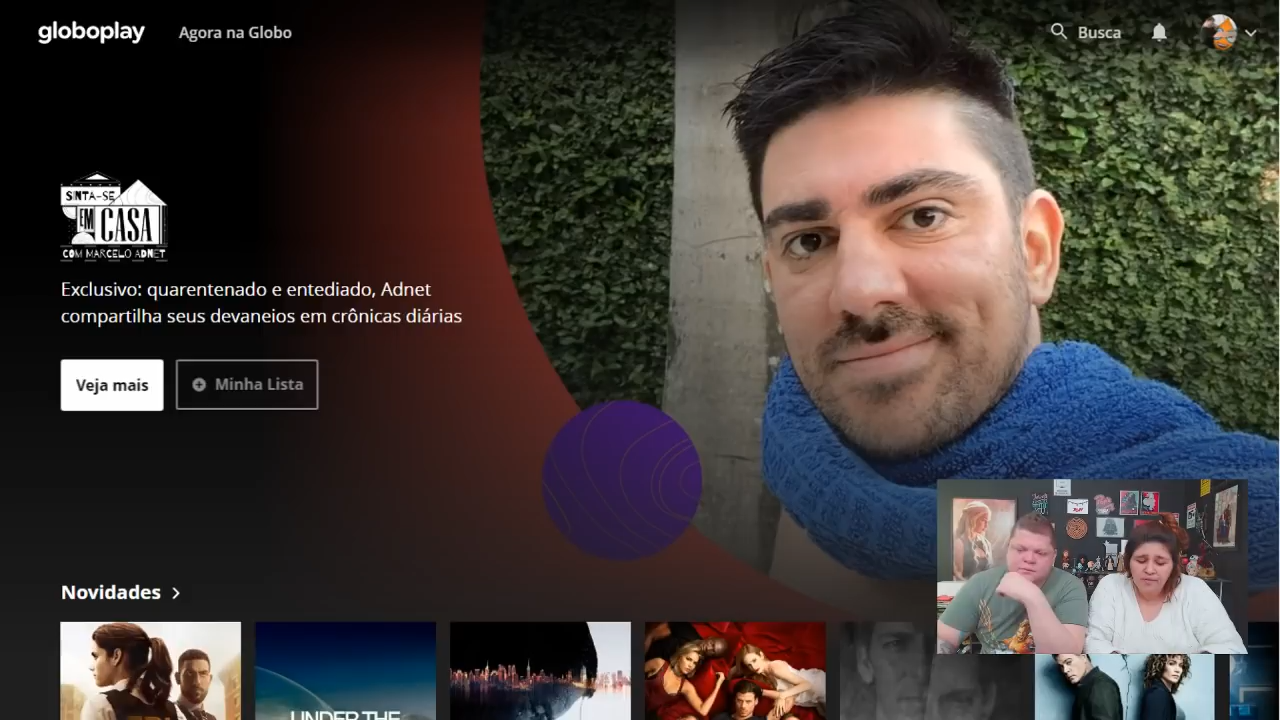 globoplay
Agora na Globo
Busca
SINTA-SE
EM CASA
COM MARCELO ADNET
Exclusivo: quarentenado e entediado, Adnet
compartilha seus devaneios em crônicas diárias
Veja mais
Minha Lista
Novidades
UNDER THE